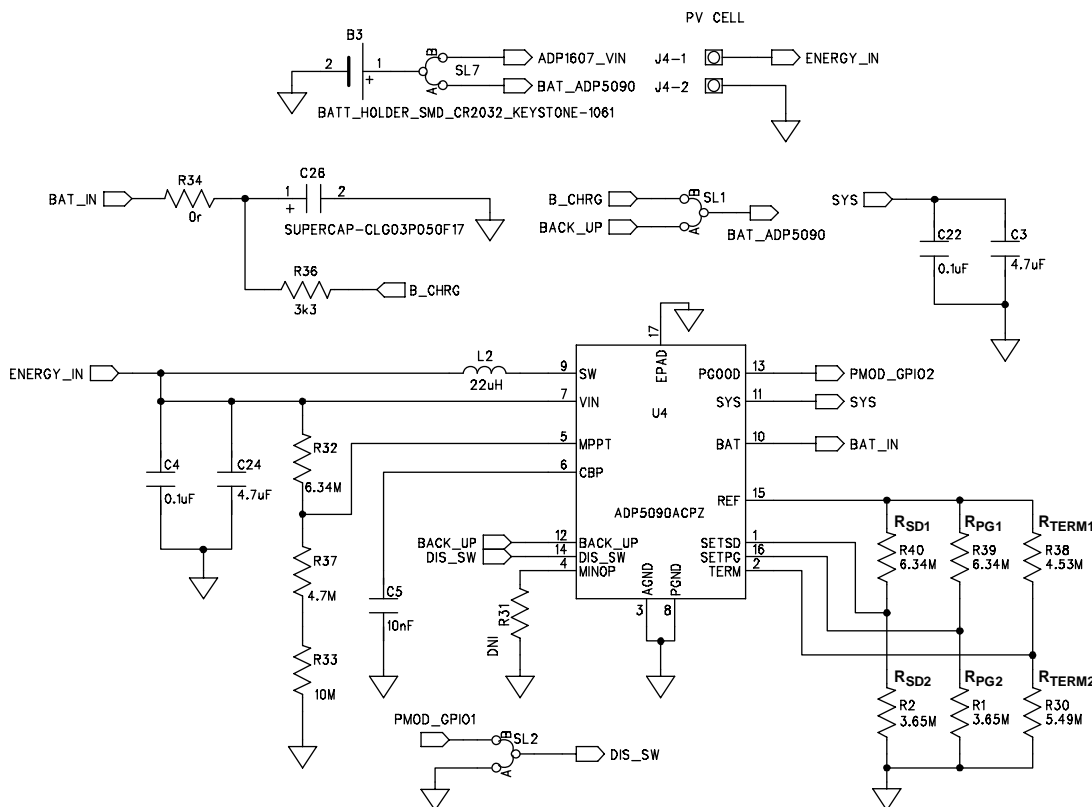 PV CELL
B3
2
1
+
B
SL7
A
ADP1607_VIN
BAT_ADP5090
J4-1
J4-2
ENERGY_IN
BATT_HOLDER_SMD_CR2032_KEYSTONE-1061
BAT_IN
R34
0r
C26
1
2
+
SUPERCAP-CLG03P050F17
R36
3k3
B_CHRG
B_CHRG
BACK_UP
B
SL1
A
BAT_ADP5090
SYS
C22
0.1uF
C3
4.7uF
ENERGY_IN
L2
22uH
17
EPAD
9
SW
7
VIN
5
MPPT
6
CBP
U4
ADP5090ACPZ
PGOOD
13
PMOD_GPIO2
SYS
11
SYS
BAT
10
BAT_IN
REF
15
SETSD
1
SETPG
16
TERM
2
BACK_UP
12
BACK_UP
DIS_SW
14
DIS_SW
4
MINOP
AGND
3
PGND
8
C4
0.1uF
C24
4.7uF
R32
6.34M
R37
4.7M
R33
10M
C5
10nF
R31
DNI
RSD1
R40
6.34M
RPG1
R39
6.34M
RTERM1
R38
4.53M
RSD2
R2
3.65M
RPG2
R1
3.65M
RTERM2
R30
5.49M
PMOD_GPIO1
B
SL2
A
DIS_SW